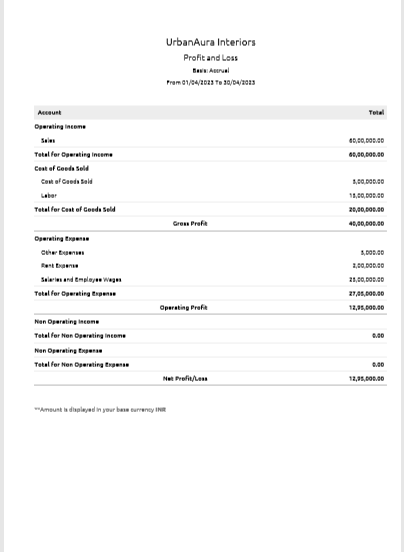 UrbanAura Interiors
Profit and Loss
Basis: Accrual
From 01/04/2023 To 30/04/2023
Account Total
Operating Income
Sales 60,00,000.00
Total for Operating Income 60,00,000.00
Cost of Goods Sold
Cost of Goods Sold 5,00,000.00
Labor 15,00,000.00
Total for Cost of Goods Sold 20,00,000.00
Gross Profit 40,00,000.00
Operating Expense
Other Expenses 5,000.00
Rent Expense 2,00,000.00
Salaries and Employee Wages 25,00,000.00
Total for Operating Expense 27,05,000.00
Operating Profit 12,95,000.00
Non Operating Income
Total for Non Operating Income 0.00
Non Operating Expense
Total for Non Operating Expense 0.00
Net Profit/Loss 12,95,000.00
**Amount is displayed in your base currency INR